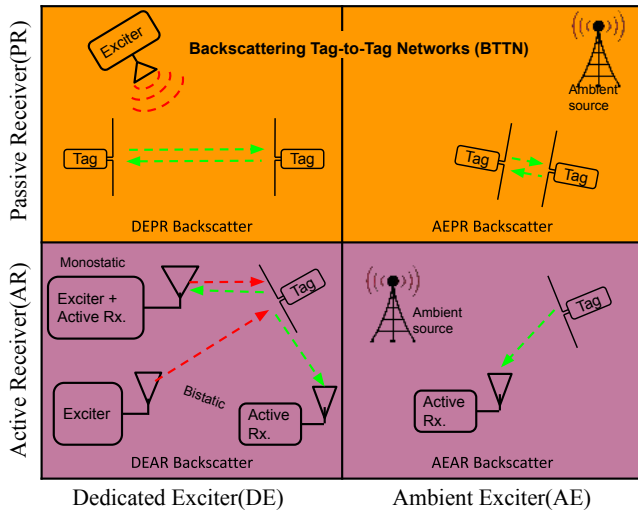 Passive Receiver(PR)
Exciter
Backscattering Tag-to-Tag Networks (BTTN)
Ambient
source
Tag
Tag
Tag
Tag
DEPR Backscatter
AEPR Backscatter
Active Receiver(AR)
Monostatic
Exciter +
Active Rx.
Tag
Ambient
source
Tag
Exciter
Bistatic
Active
Rx.
Active
Rx.
DEAR Backscatter
AEAR Backscatter
Dedicated Exciter(DE)
Ambient Exciter(AE)